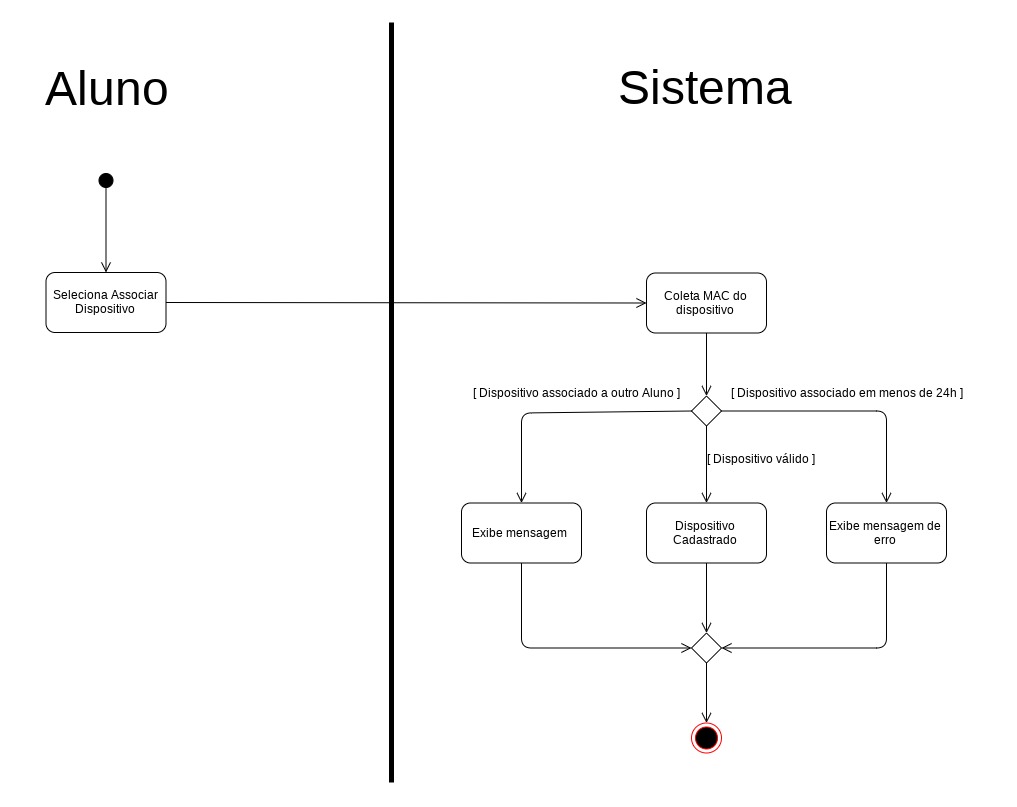 Aluno
Sistema
Seleciona Associar
Dispositivo
Coleta MAC do
dispositivo
[ Dispositivo associado a outro Aluno ]
[ Dispositivo associado em menos de 24h ]
[ Dispositivo válido ]
Exibe mensagem
Dispositivo
Cadastrado
Exibe mensagem de
erro